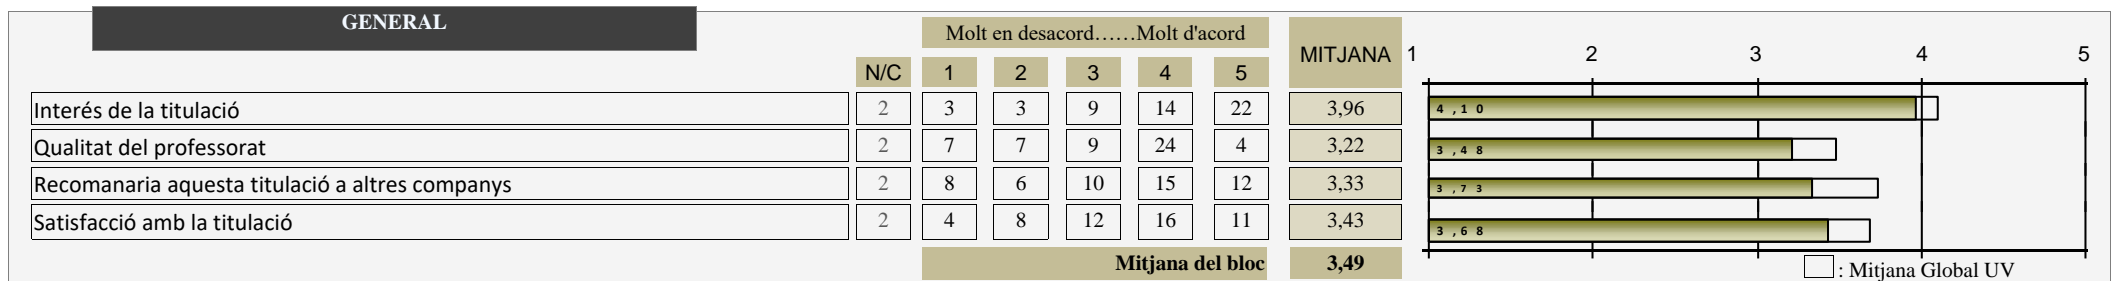 GENERAL
Molt en desacord……Molt d'acord
MITJANA
1 2 3 4 5
N/C 1 2 3 4 5
Interés de la titulació 2 3 3 9 14 22 3,96 4,10
Qualitat del professorat 2 7 7 9 24 4 3,22 3,48
Recomanaria aquesta titulació a altres companys 2 8 6 10 15 12 3,33 3,73
Satisfacció amb la titulació 2 4 8 12 16 11 3,43 3,68
Mitjana del bloc 3,49
: Mitjana Global UV